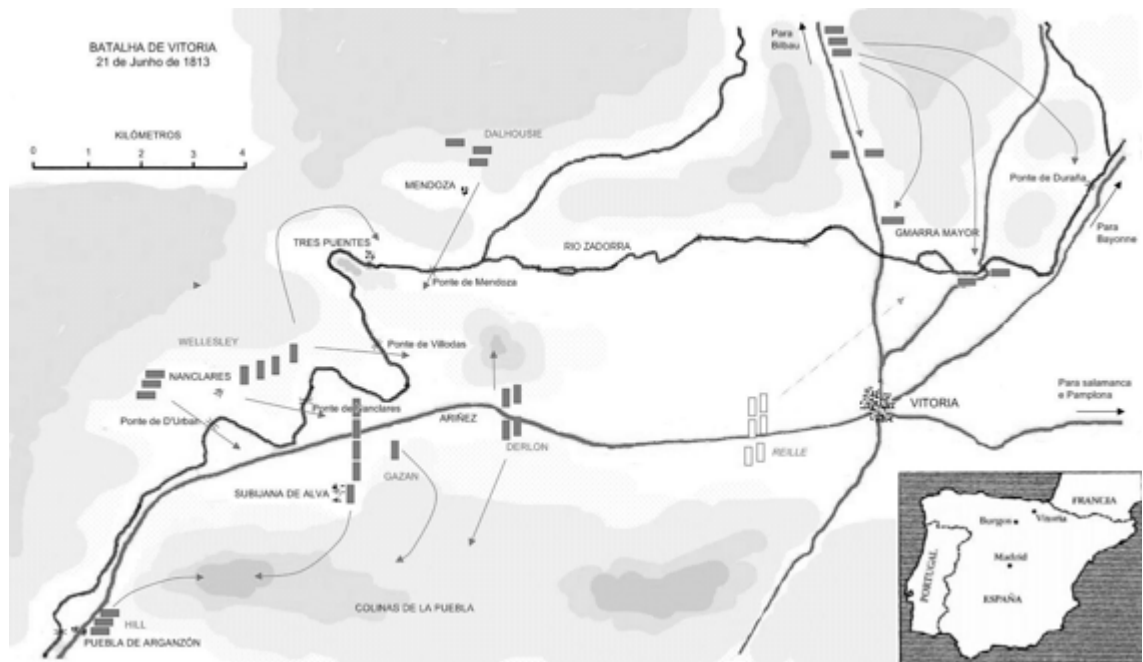 BATALHA DE VITORIA
21 de Junho de 1813
KILÓMETROS
0 1 2 3 4
Para
Bilbau
DALHOUSIE
MENDOZA
Ponte de Duraña
TRES PUENTES
RIO ZADORRA
GMARRA MAYOR
Para
Bayonne
Ponte de Mendoza
WELLESLEY
Ponte de Villodas
NANCLARES
Ponte de Nanclares
Ponte de D'Urban
ARIÑEZ
VITORIA
Para salamanca
e Pamplona
DERLON
REILLE
GAZAN
SUBIJANA DE ALVA
COLINAS DE LA PUEBLA
HILL
PUEBLA DE ARGANZÓN
FRANCIA
Burgos
Vitoria
Madrid
PORTUGAL
ESPAÑA